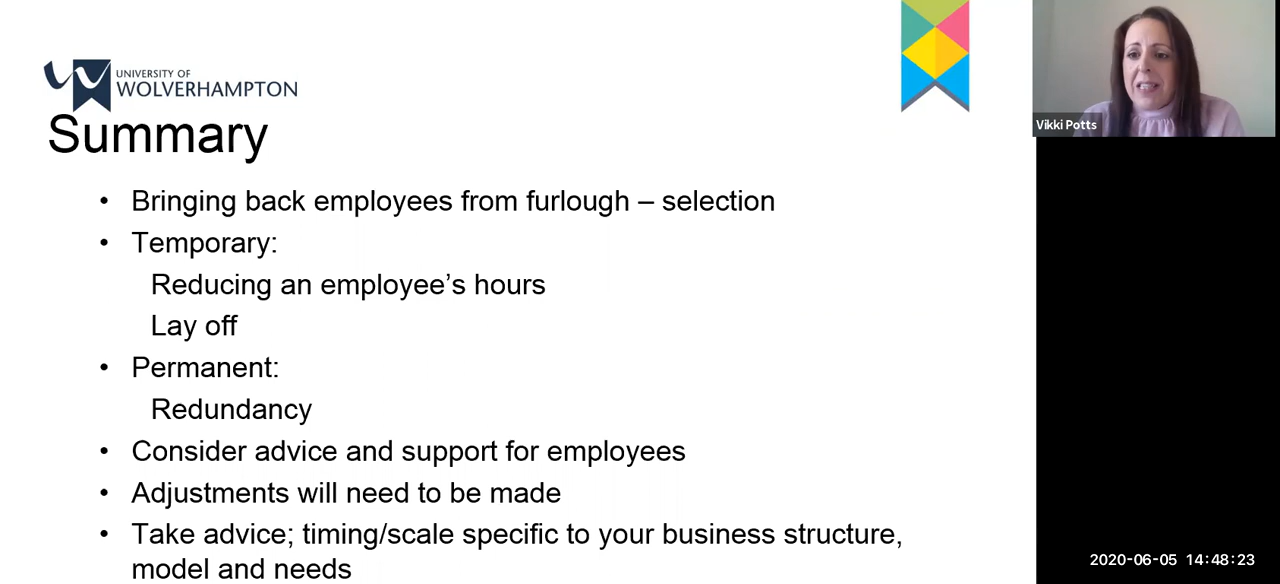 UNIVERSITY OF
WOLVERHAMPTON
Summary
• Bringing back employees from furlough – selection
• Temporary:
Reducing an employee’s hours
Lay off
• Permanent:
Redundancy
• Consider advice and support for employees
• Adjustments will need to be made
• Take advice; timing/scale specific to your business structure,
model and needs
Vikki Potts
2020-06-05 14:48:23